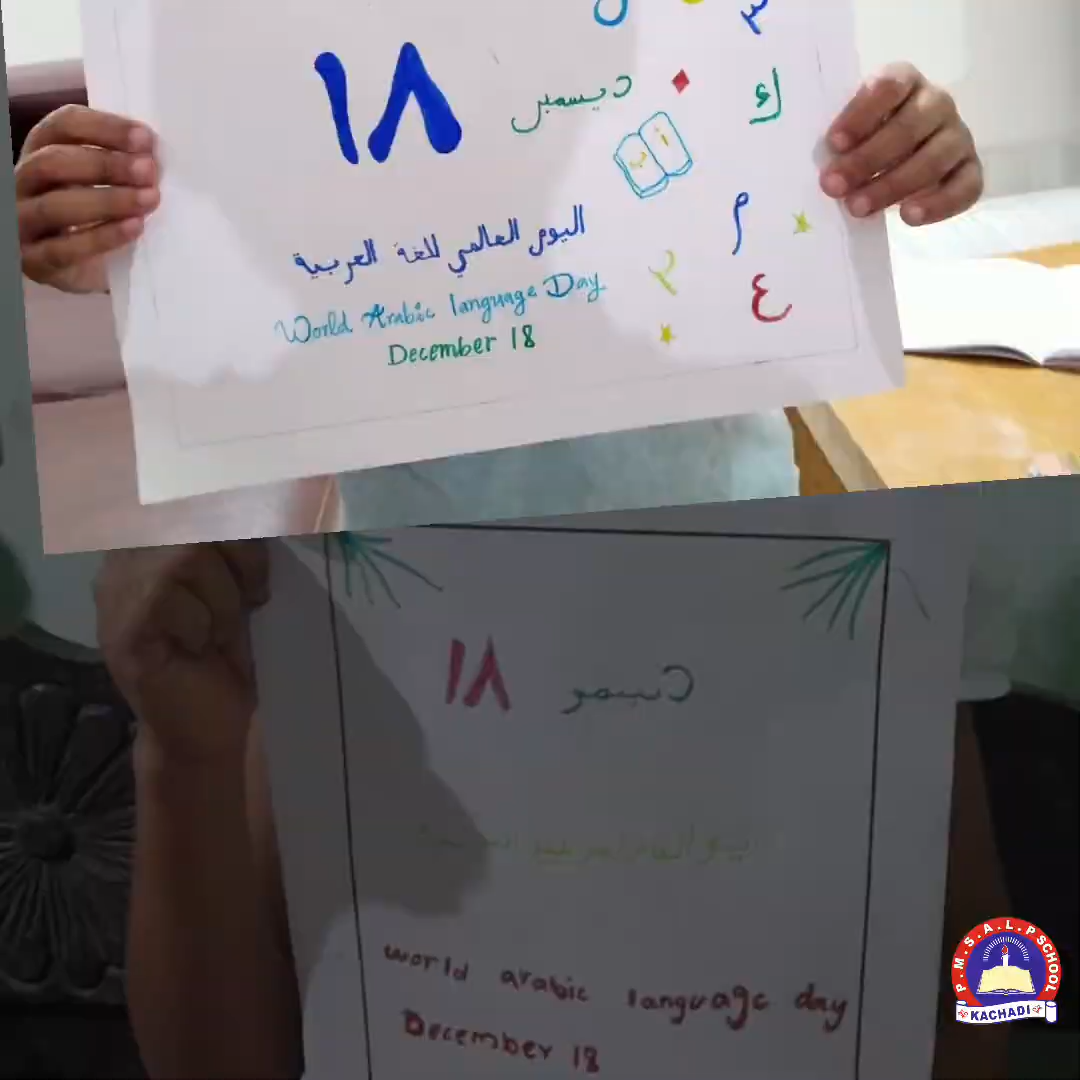 ١٨ ديسمبر
ك
أ
ب
م
اليوم العالمي للغة العربية
World Arabic language Day
ع
December 18
١٨ ديسمبر
world arabic language day
December 18
P.M.S.A.L.P SCHOOL
KACHADI